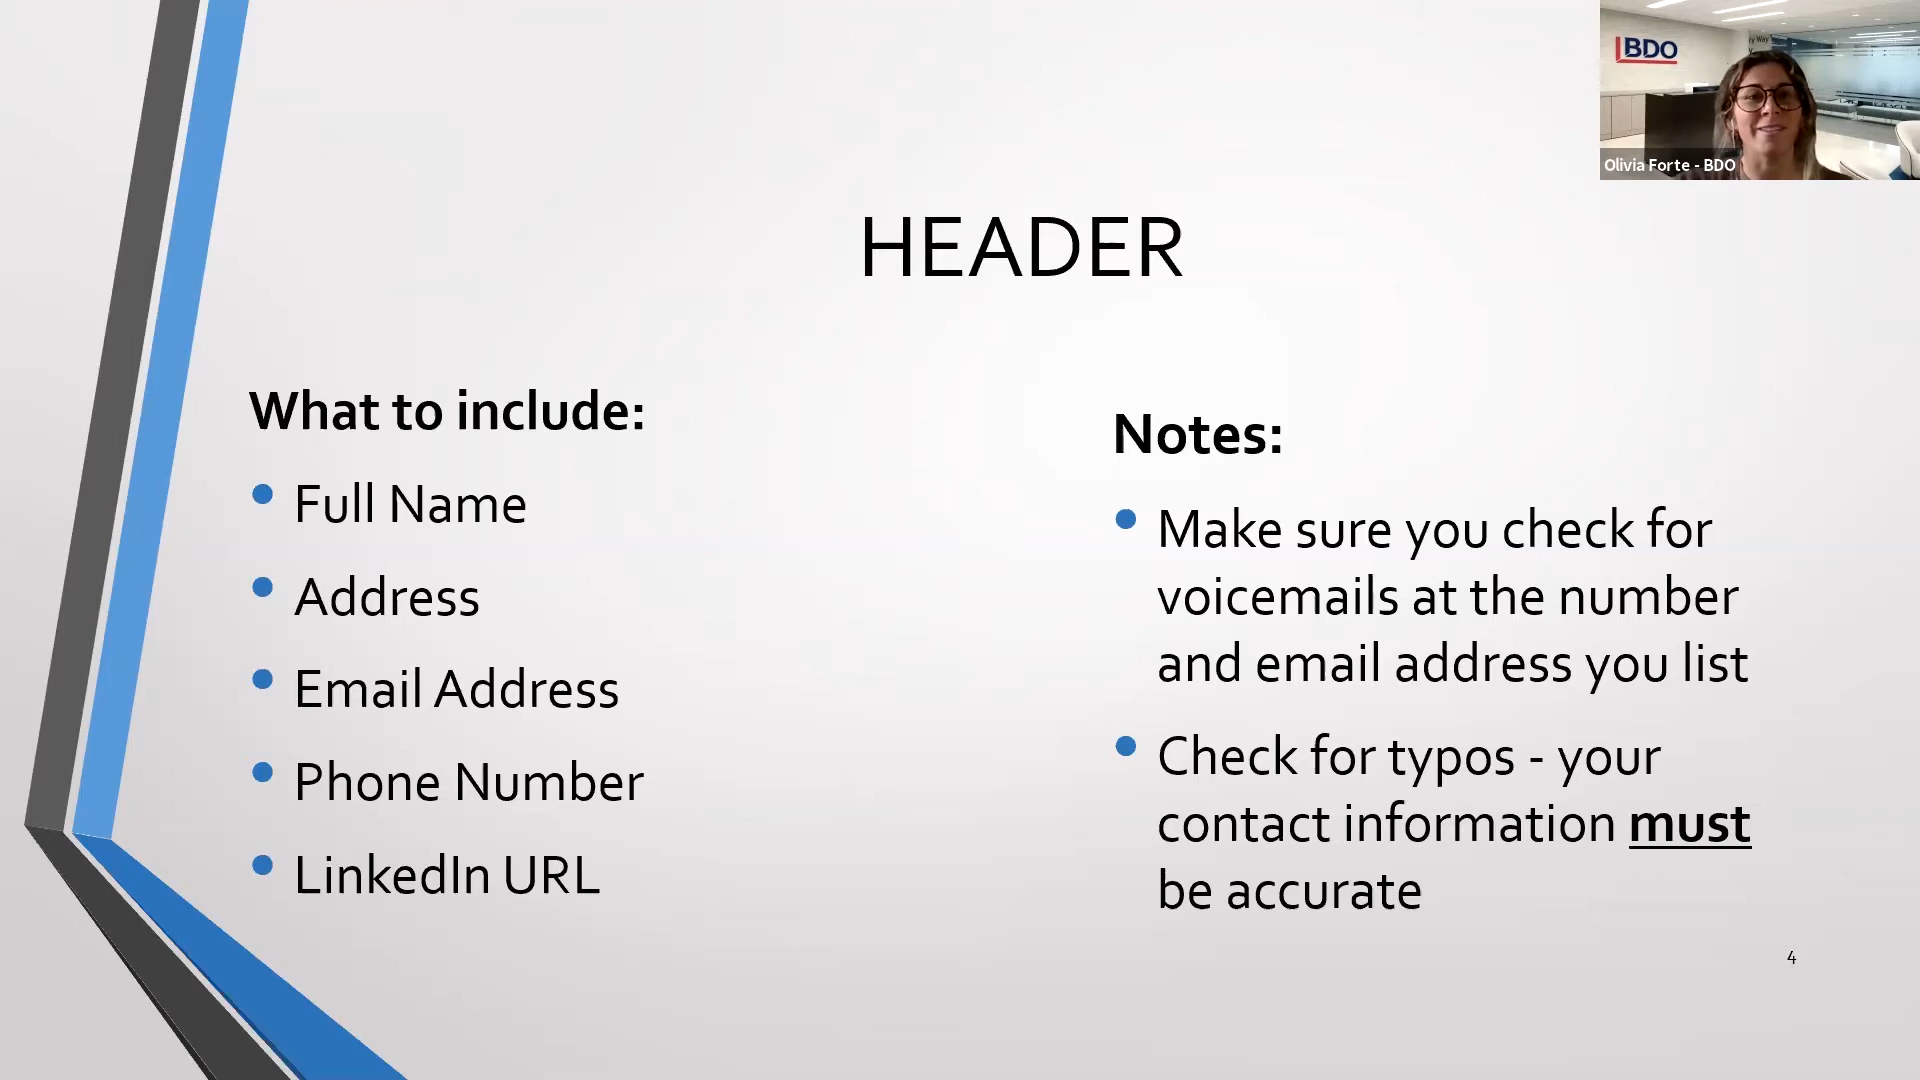 BDO
Olivia Forte - BDO
HEADER
What to include:
• Full Name
• Address
• Email Address
• Phone Number
• LinkedIn URL
Notes:
• Make sure you check for
voicemails at the number
and email address you list
• Check for typos - your
contact information must
be accurate
4